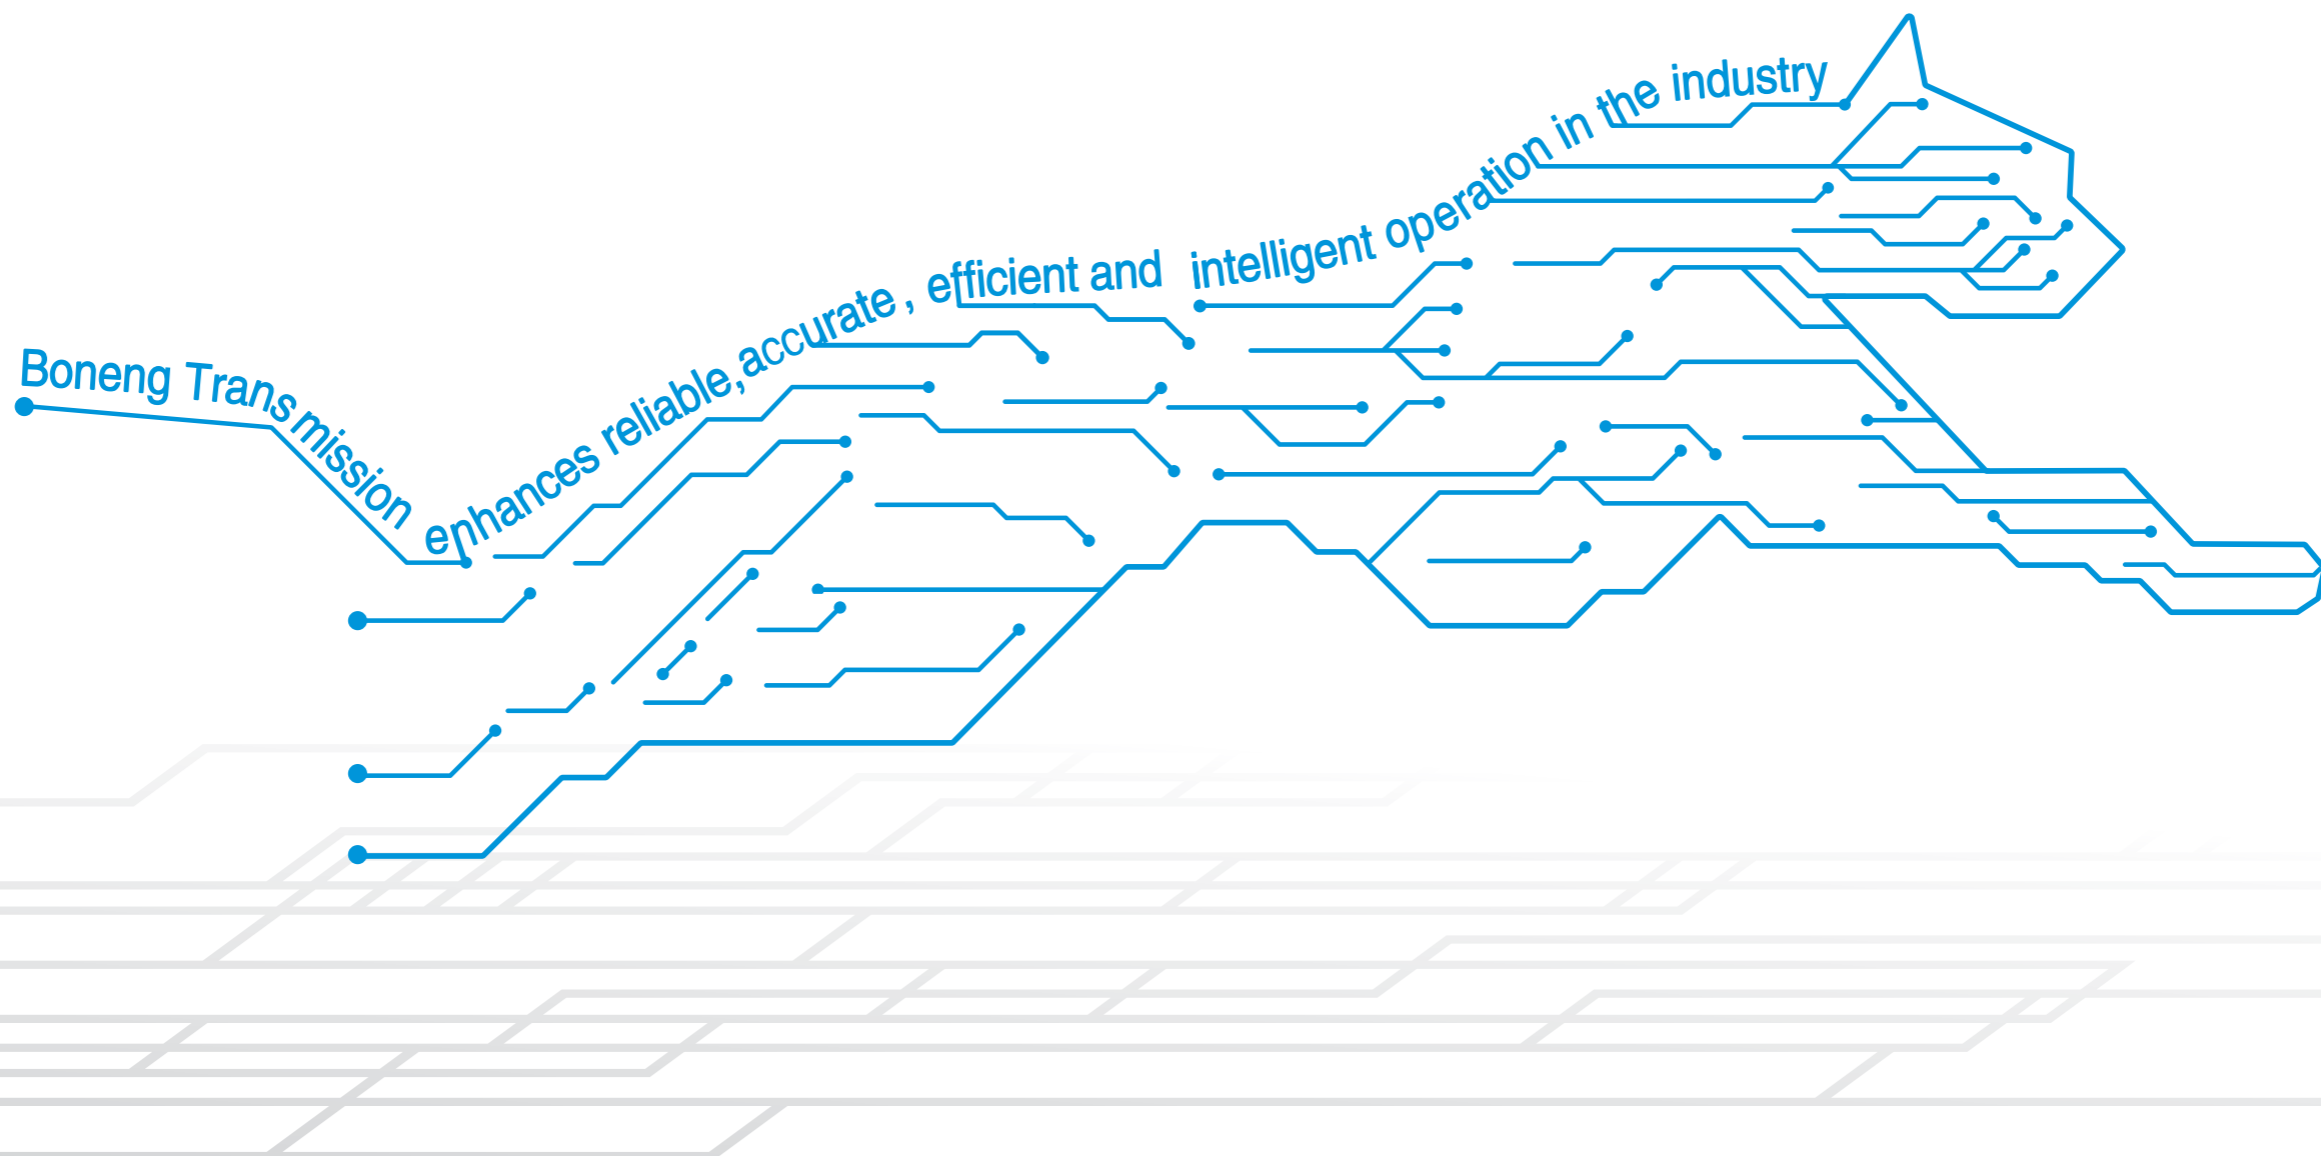 Boneng Transmission enhances reliable, accurate, efficient and intelligent operation in the industry